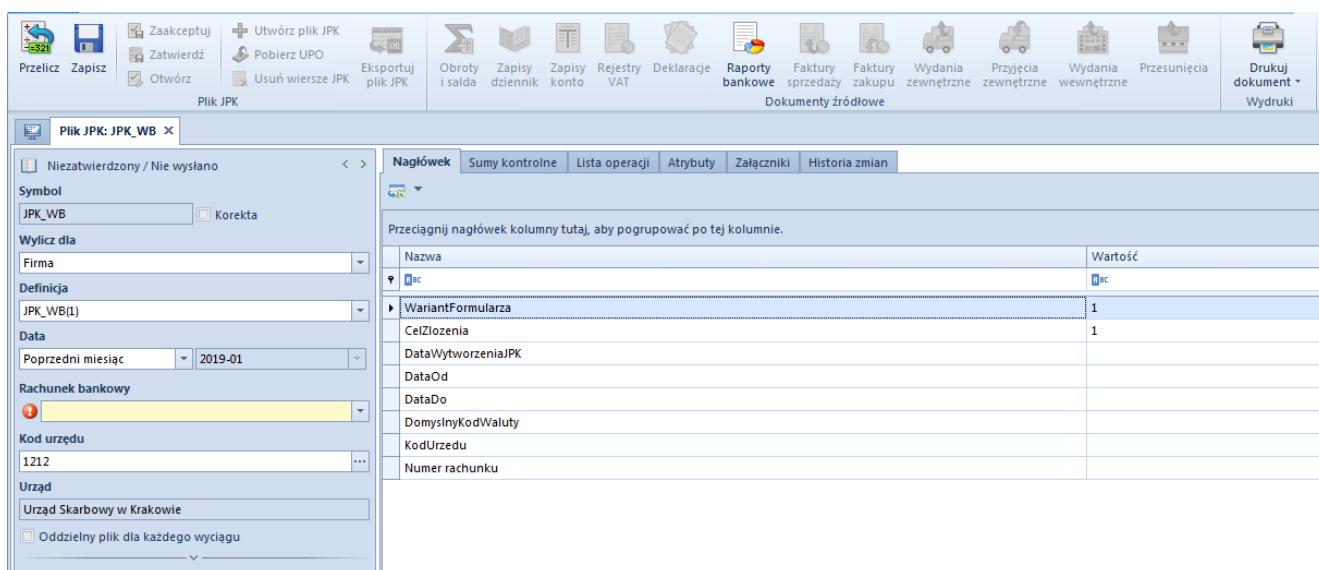 Przelicz
Zapisz
Zaakceptuj
Zatwierdź
Otwórz
Utwórz plik JPK
Pobierz UPO
Usuń wiersze JPK
Eksportuj
plik JPK
Plik JPK
Obroty
i salda
Zapisy
dziennik
Zapisy
konto
Rejestry
VAT
Deklaracje
Raporty
bankowe
Faktury
sprzedaży
Faktury
zakupu
Wydania
zewnętrzne
Przyjęcia
zewnętrzne
Wydania
wewnętrzne
Przesunięcia
Dokumenty źródłowe
Drukuj
dokument
Wydruki
Plik JPK: JPK_WB
Niezatwierdzony / Nie wysłano
Symbol
JPK_WB
Korekta
Wylicz dla
Firma
Definicja
JPK_WB(1)
Data
Poprzedni miesiąc
2019-01
Rachunek bankowy
Kod urzędu
1212
Urząd
Urząd Skarbowy w Krakowie
Oddzielny plik dla każdego wyciągu
Nagłówek Sumy kontrolne Lista operacji Atrybuty Załączniki Historia zmian
Przeciągnij nagłówek kolumny tutaj, aby pogrupować po tej kolumnie.
Nazwa Wartość
WariantFormularza 1
CelZlozenia 1
DataWytworzeniaJPK
DataOd
DataDo
DomyslnyKodWaluty
KodUrzedu
Numer rachunku